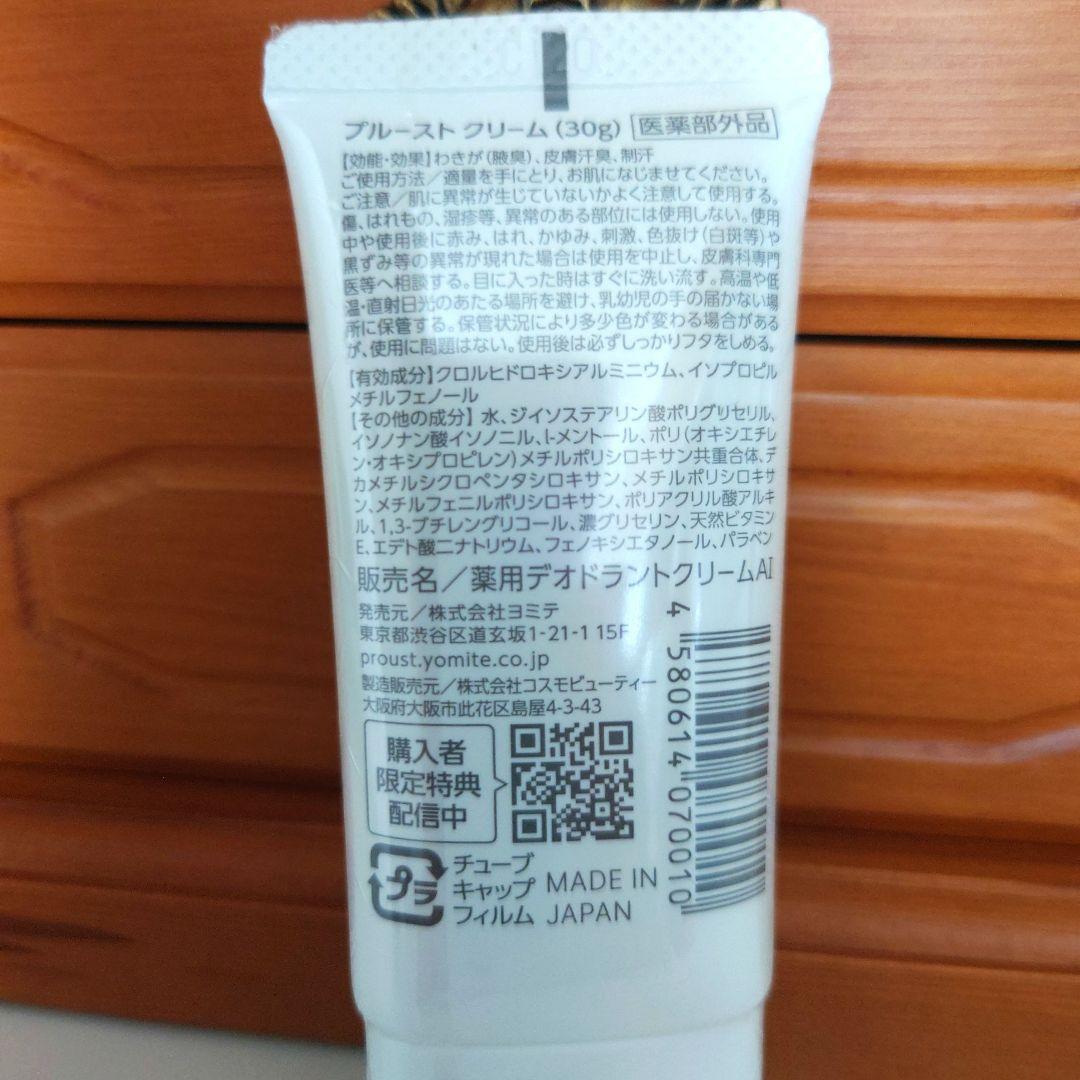 プルースト クリーム(30g) 医薬部外品
【効能・効果】わきが(腋臭)、皮膚汗臭、制汗
ご使用方法/適量を手にとり、お肌になじませてください。
ご注意/肌に異常が生じていないかよく注意して使用する。
傷、はれもの、湿疹等、異常のある部位には使用しない。使用
中や使用後に赤み、はれ、かゆみ、刺激、色抜け(白斑等)や
黒ずみ等の異常が現れた場合は使用を中止し、皮膚科専門
医等へ相談する。目に入った時はすぐに洗い流す。高温や低
温・直射日光のあたる場所を避け、乳幼児の手の届かない場
所に保管する。保管状況により多少色が変わる場合がある
が、使用に問題はない。使用後は必ずしっかりフタをしめる。
【有効成分】クロルヒドロキシアルミニウム、イソプロピル
メチルフェノール
【その他の成分】水、ジイソステアリン酸ポリグリセリル、
イソノナン酸イソノニル、l-メントール、ポリ(オキシエチレ
ン・オキシプロピレン)メチルポリシロキサン共重合体、デ
カメチルシクロペンタシロキサン、メチルポリシロキサ
ン、メチルフェニルポリシロキサン、ポリアクリル酸アルキ
ル、1,3-ブチレングリコール、濃グリセリン、天然ビタミン
E、エデト酸二ナトリウム、フェノキシエタノール、パラベン
販売名/薬用デオドラントクリームAI
発売元/株式会社ヨミテ
東京都渋谷区道玄坂1-21-1 15F
proust.yomite.co.jp
製造販売元/株式会社コスモビューティー
大阪府大阪市此花区島屋4-3-43
購入者
限定特典
配信中
プラ
チューブ
キャップ
フィルム
MADE IN
JAPAN
4 580614 070010